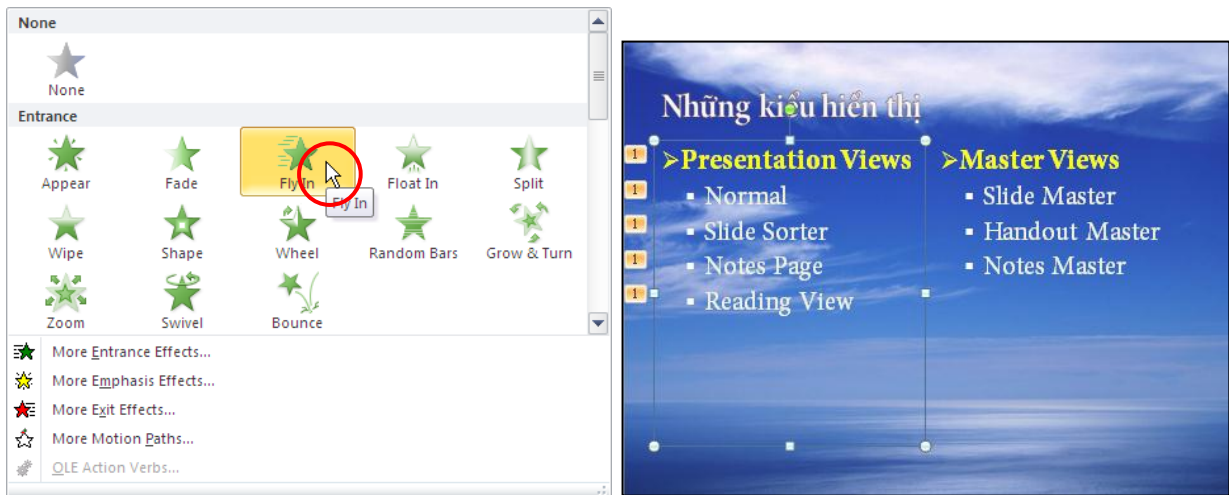 None
None
Entrance
Appear Fade Fly In Float In Split
Fly In
Wipe Shape Wheel Random Bars Grow & Turn
Zoom Swivel Bounce
More Entrance Effects...
More Emphasis Effects...
More Exit Effects...
More Motion Paths...
OLE Action Verbs...
Những kiểu hiển thị
1 ➢Presentation Views
1 ▪ Normal
1 ▪ Slide Sorter
1 ▪ Notes Page
1 ▪ Reading View
➢Master Views
▪ Slide Master
▪ Handout Master
▪ Notes Master